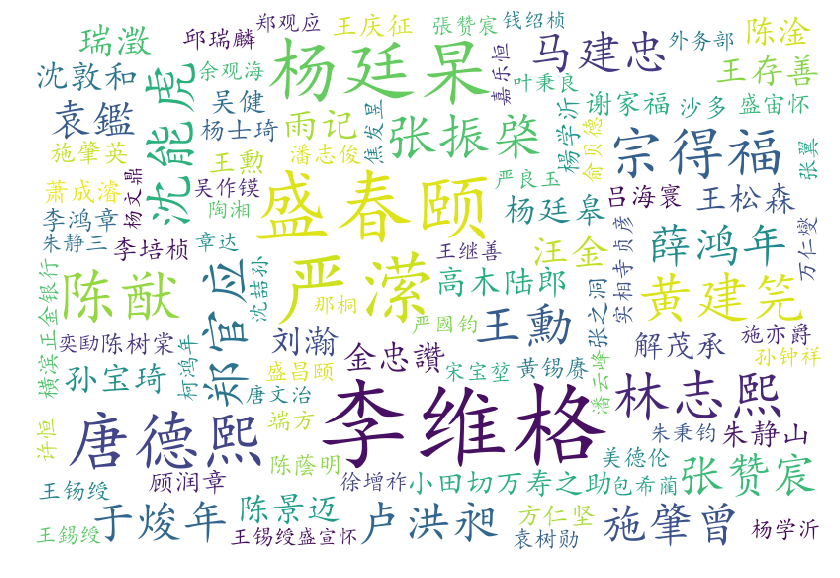 郑观应 王庆征 張赞宸 钱绍桢
瑞澂 邱瑞麟 杨廷杲 马建忠 外务部 陈淦
沈敦和 沈能虎 余观海 嘉乐恒 叶秉良 王存善
袁鑑 吴健 雨记 焦发昱 张振棨 楊学沂 谢家福 沙多 盛宙怀
施肇英 杨士琦 潘志俊 俞贝德 宗得福 张翼
萧成濬 杨文鼎 王勲 吴作镆 盛春颐 严良玉 吕海寰 王松森
李鸿章 陶湘 杨廷皋
朱静三 李培桢 章达 王继善 汪金 实相寺贞彦 薛鸿年 万仁燮
横滨正金银行 陈猷 郑官应 沈喆孙 严潆 那桐 高木陆郎 张之洞 黄建笎
奕劻 陈树棠 刘瀚 严國钧 王勳 解茂承 施亦爵
孙宝琦 柯鸿年 盛昌颐 金忠讚 宋宝堃 黄锡赓 潘云峰 孙钟祥
唐文治 李维格 林志熙
许恒 唐德熙 端方 朱秉钧 朱静山
陈蔭明 美德伦
王钖绶 顾润章 徐增祚 小田切万寿之助 包希蔺 张赞宸
王錫绶 于焌年 陈景迈 卢洪昶 方仁坚 施肇曾 杨学沂
王锡绶 盛宣怀 袁树勋